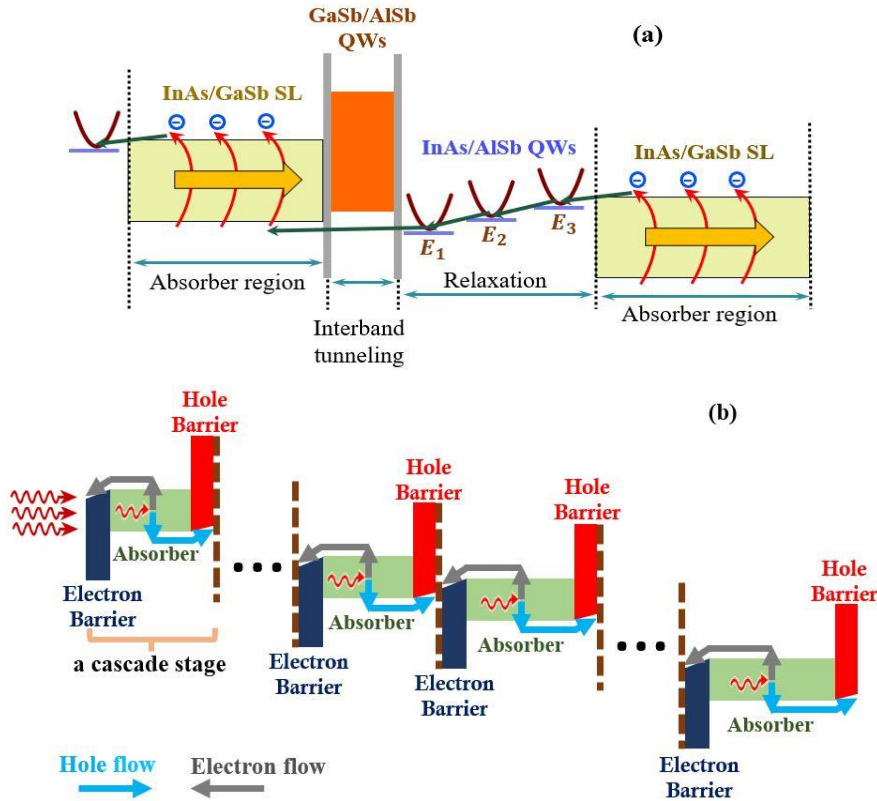 GaSb/AlSb
QWs
(a)
InAs/GaSb SL
InAs/AlSb QWs
InAs/GaSb SL
E₁
E₂
E₃
Absorber region
Relaxation
Interband
tunneling
Absorber region
(b)
Hole
Barrier
Absorber
Electron
Barrier
a cascade stage
Hole
Barrier
Absorber
Electron
Barrier
Hole
Barrier
Absorber
Electron
Barrier
Hole
Barrier
Absorber
Electron
Barrier
Hole flow
Electron flow